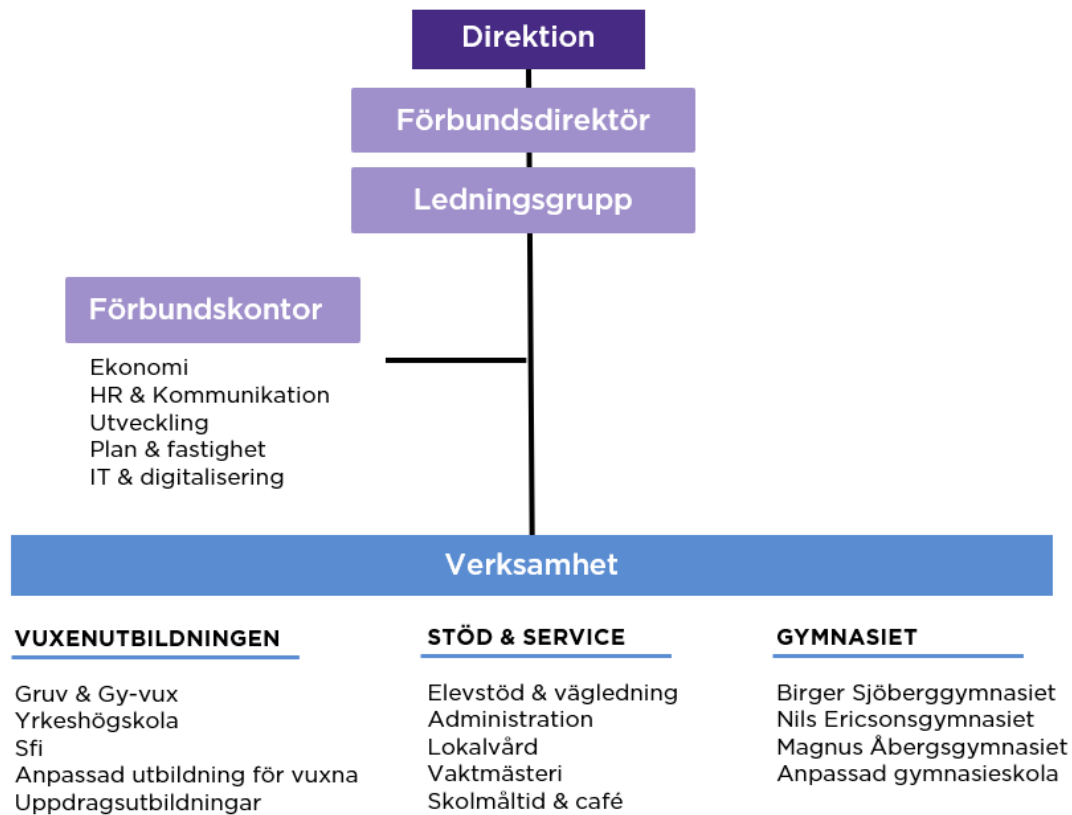 Direktion
Förbundsdirektör
Ledningsgrupp
Förbundskontor
Ekonomi
HR & Kommunikation
Utveckling
Plan & fastighet
IT & digitalisering
Verksamhet
VUXENUTBILDNINGEN
Gruv & Gy-vux
Yrkeshögskola
Sfi
Anpassad utbildning för vuxna
Uppdragsutbildningar
STÖD & SERVICE
Elevstöd & vägledning
Administration
Lokalvård
Vaktmästeri
Skolmåltid & café
GYMNASIET
Birger Sjöberggymnasiet
Nils Ericsonsgymnasiet
Magnus Åbergsgymnasiet
Anpassad gymnasieskola